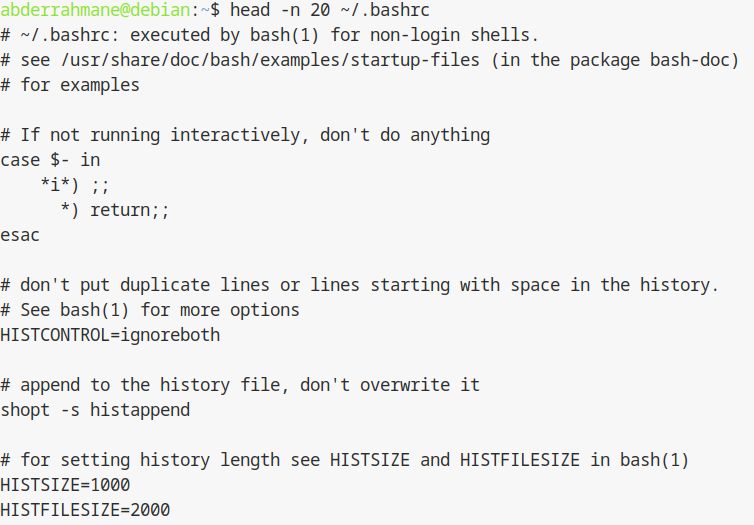 abderrahmane@debian:~$ head -n 20 ~/.bashrc
# ~/.bashrc: executed by bash(1) for non-login shells.
# see /usr/share/doc/bash/examples/startup-files (in the package bash-doc)
# for examples

# If not running interactively, don't do anything
case $- in
    *i*) ;;
      *) return;;
esac

# don't put duplicate lines or lines starting with space in the history.
# See bash(1) for more options
HISTCONTROL=ignoreboth

# append to the history file, don't overwrite it
shopt -s histappend

# for setting history length see HISTSIZE and HISTFILESIZE in bash(1)
HISTSIZE=1000
HISTFILESIZE=2000